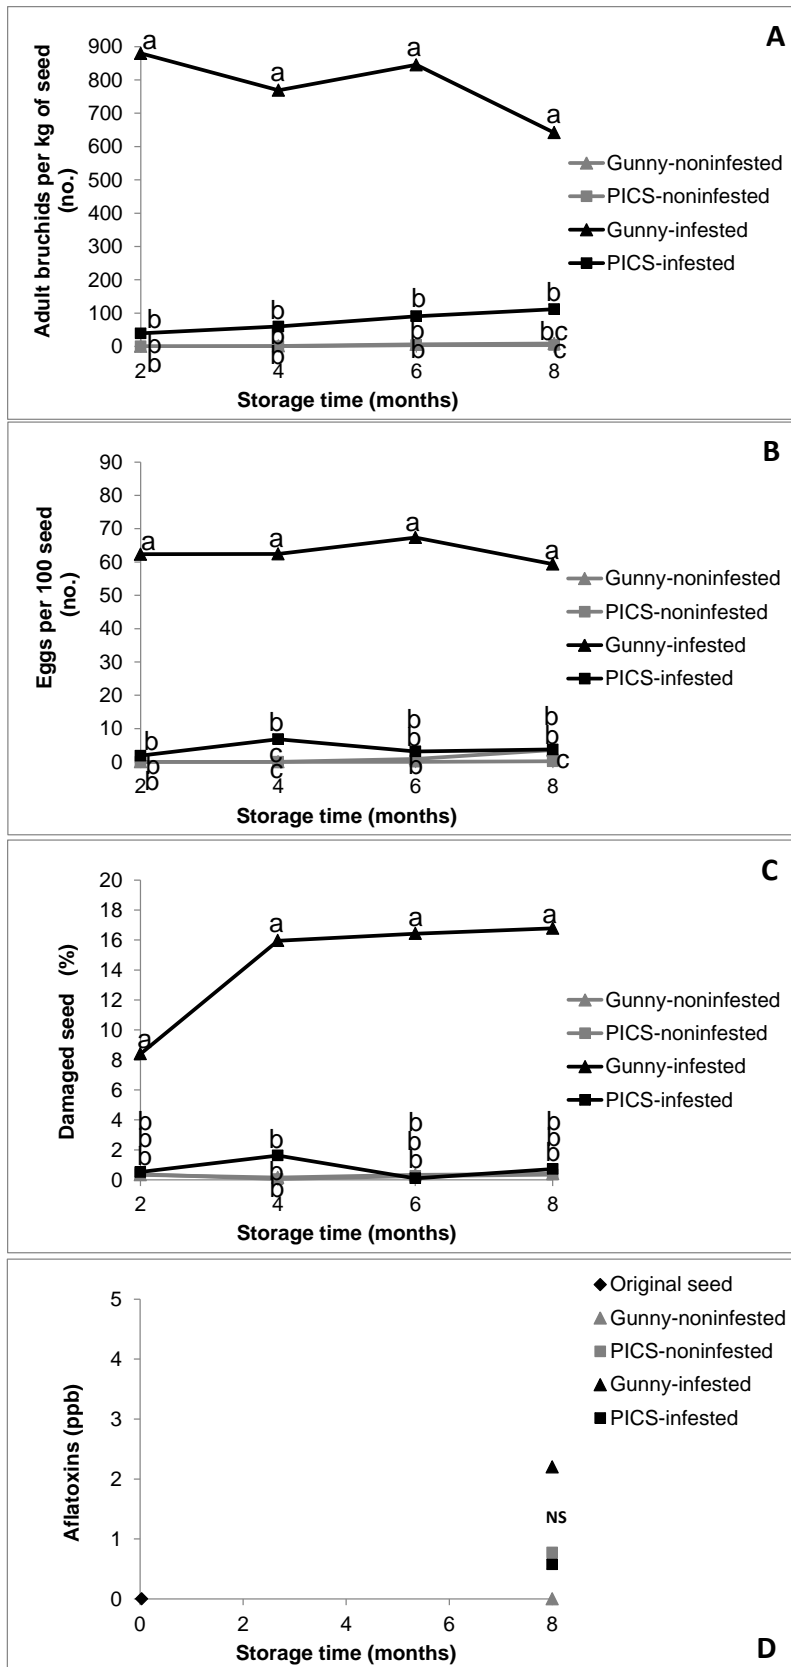 A
900
800
700
600
500
400
300
200
100
0
Adult bruchids per kg of seed
(no.)
a
a
a
a
b
b
b
b
b
b
b
bc
b
b
b
c
2
4
6
8
Storage time (months)
Gunny-noninfested
PICS-noninfested
Gunny-infested
PICS-infested
B
90
80
70
60
50
40
30
20
10
0
Eggs per 100 seed
(no.)
a
a
a
a
b
b
b
b
b
c
b
b
b
c
b
c
2
4
6
8
Storage time (months)
Gunny-noninfested
PICS-noninfested
Gunny-infested
PICS-infested
C
20
18
16
14
12
10
8
6
4
2
0
Damaged seed (%)
a
a
a
a
b
b
b
b
b
b
b
b
b
b
b
b
2
4
6
8
Storage time (months)
Gunny-noninfested
PICS-noninfested
Gunny-infested
PICS-infested
5
4
3
2
1
0
Aflatoxins (ppb)
NS
0
2
4
6
8
Storage time (months)
Original seed
Gunny-noninfested
PICS-noninfested
Gunny-infested
PICS-infested
D